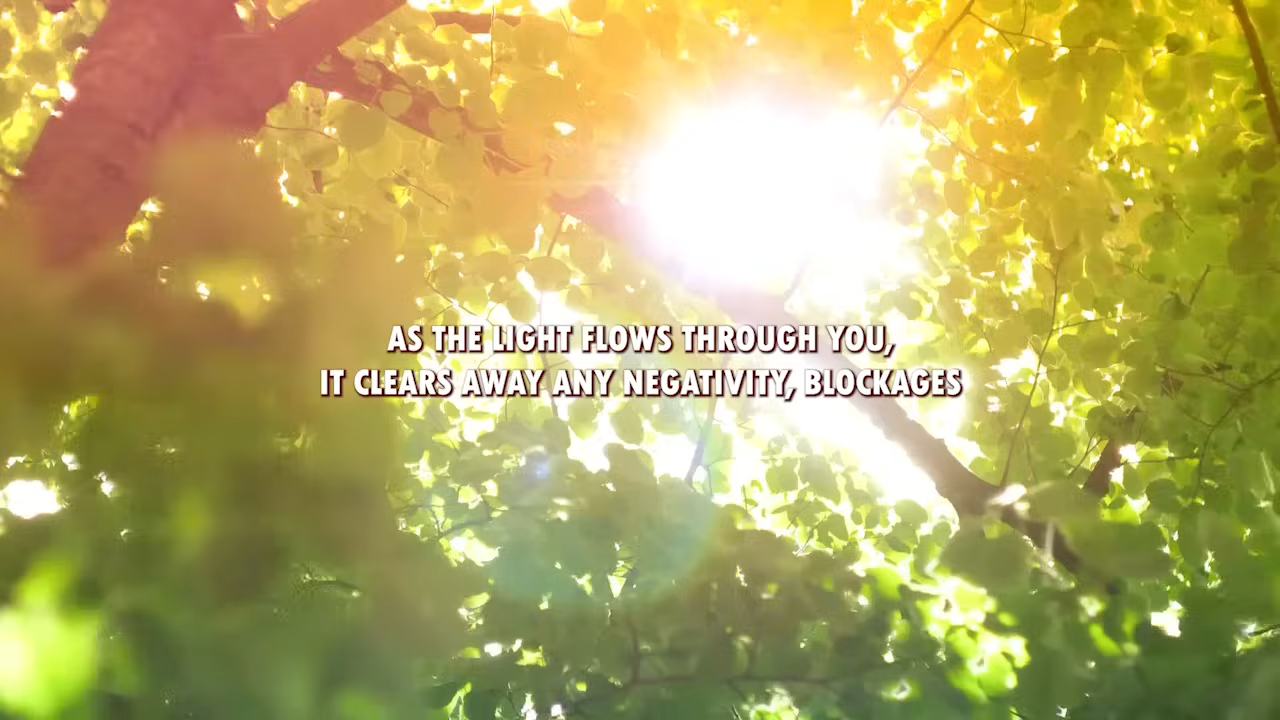 AS THE LIGHT FLOWS THROUGH YOU,
IT CLEARS AWAY ANY NEGATIVITY, BLOCKAGES